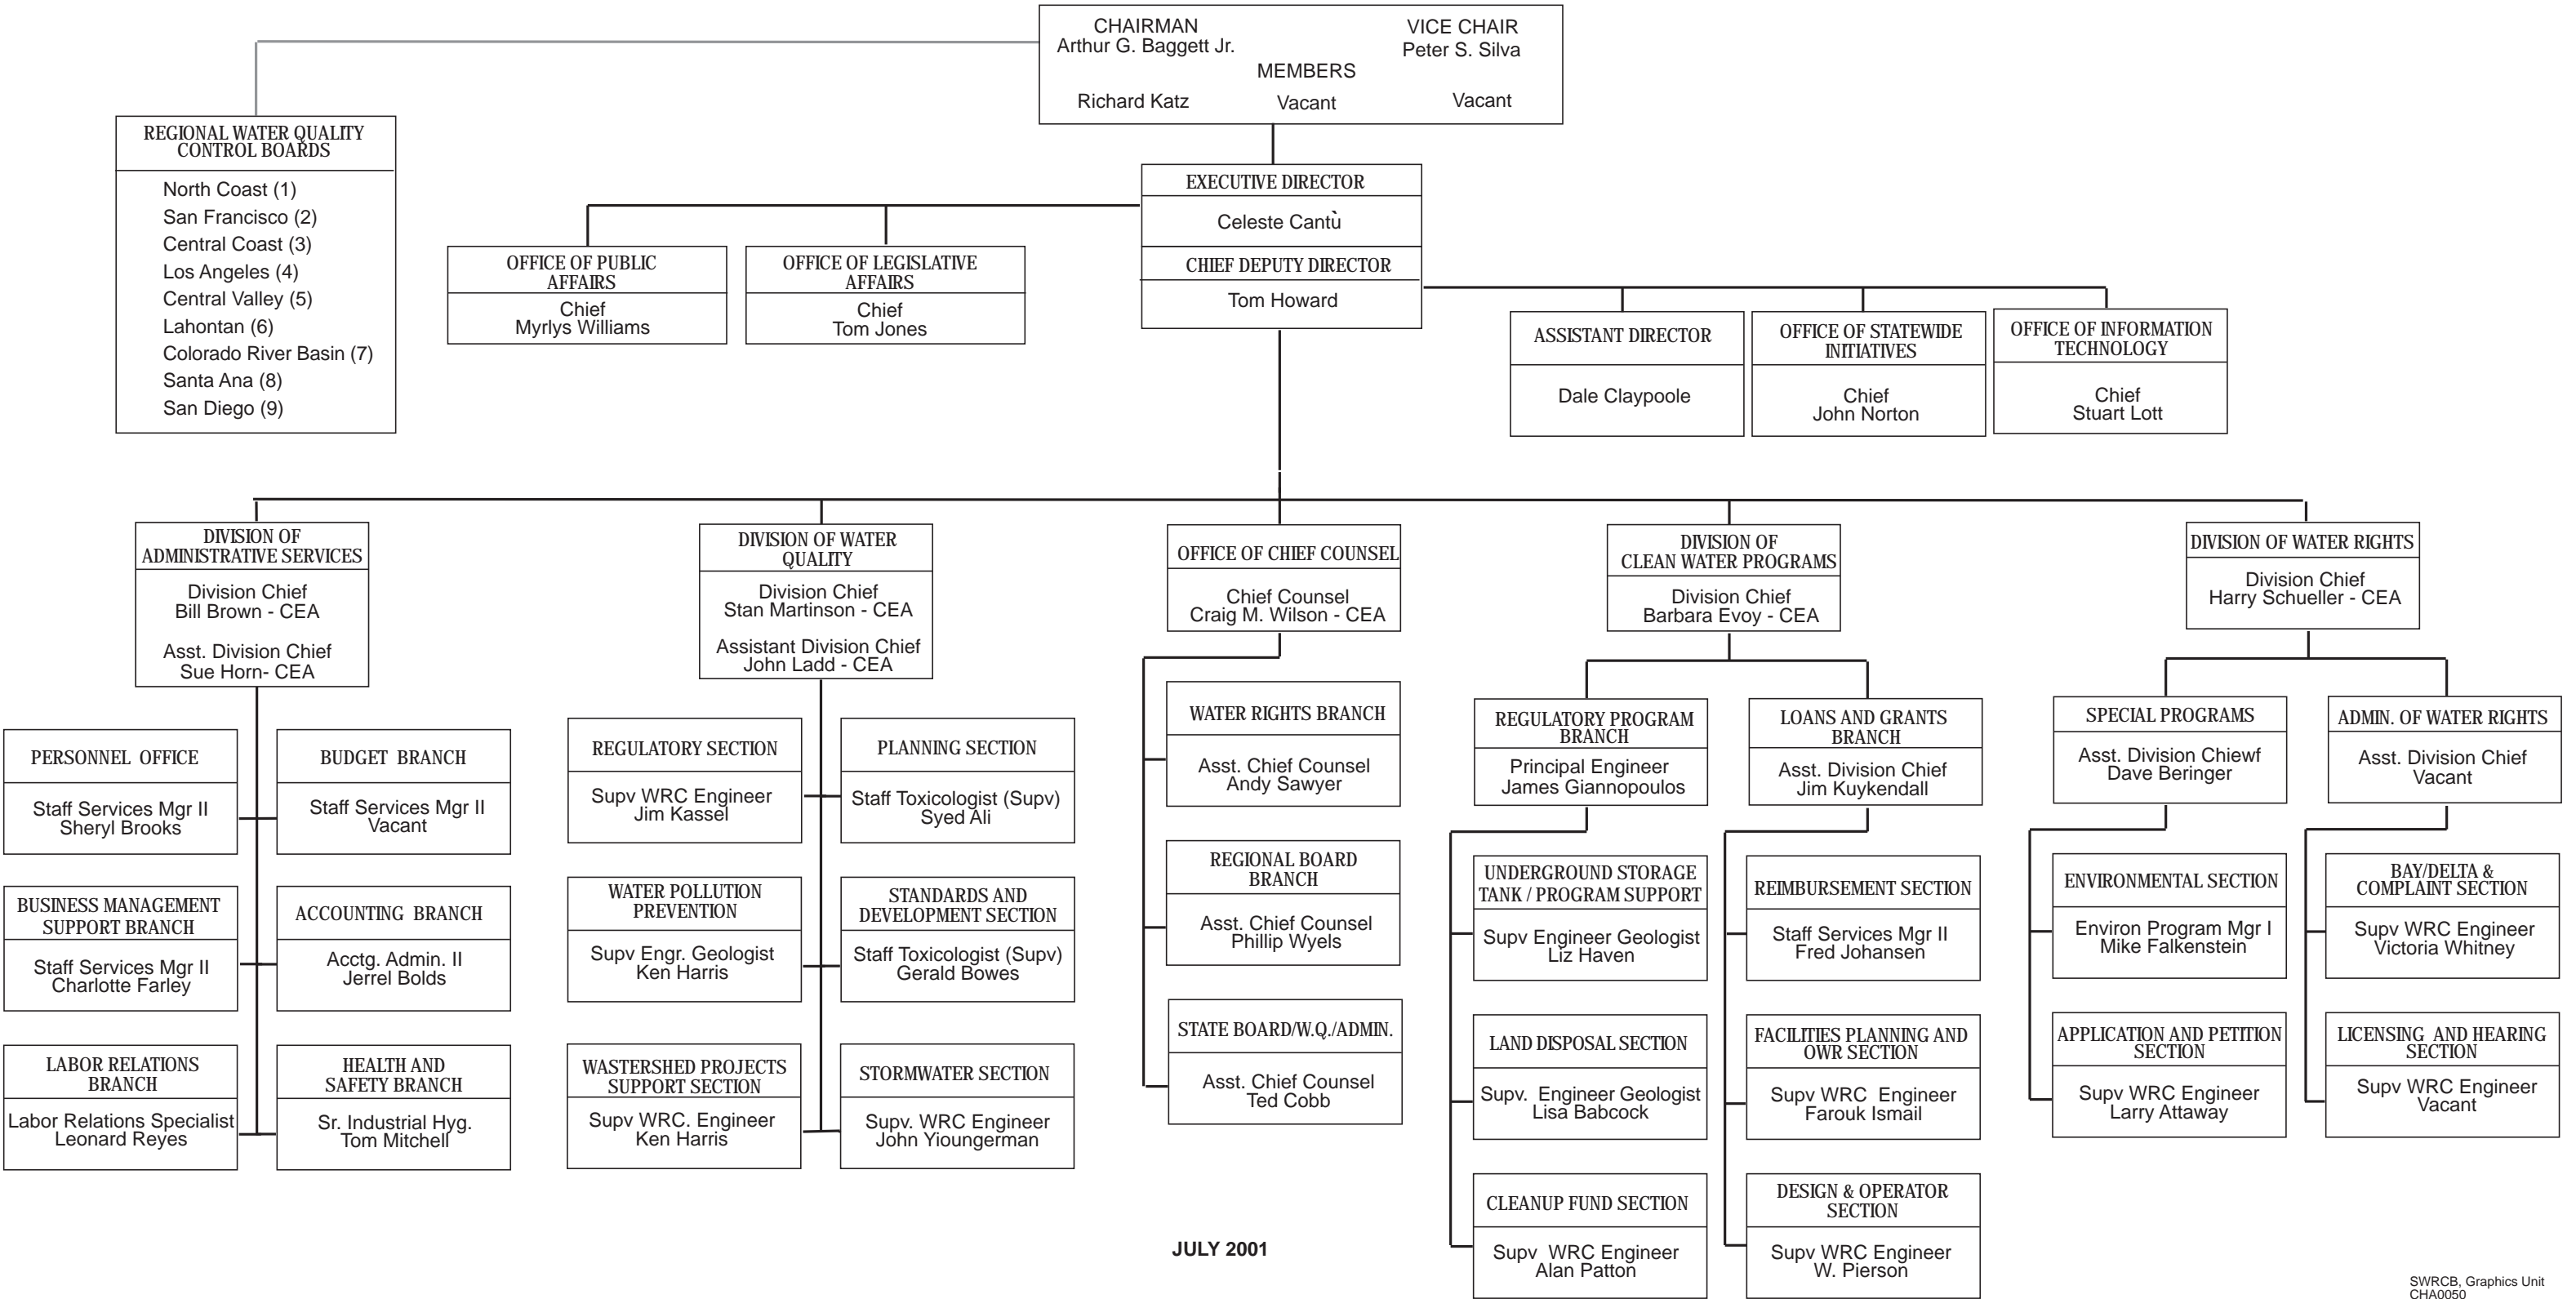 CHAIRMAN
Arthur G. Baggett Jr.
VICE CHAIR
Peter S. Silva
MEMBERS
Richard Katz
Vacant
Vacant
REGIONAL WATER QUALITY
CONTROL BOARDS
North Coast (1)
San Francisco (2)
Central Coast (3)
Los Angeles (4)
Central Valley (5)
Lahontan (6)
Colorado River Basin (7)
Santa Ana (8)
San Diego (9)
EXECUTIVE DIRECTOR
Celeste Cantù
CHIEF DEPUTY DIRECTOR
Tom Howard
OFFICE OF PUBLIC
AFFAIRS
Chief
Myrlys Williams
OFFICE OF LEGISLATIVE
AFFAIRS
Chief
Tom Jones
ASSISTANT DIRECTOR
Dale Claypoole
OFFICE OF STATEWIDE
INITIATIVES
Chief
John Norton
OFFICE OF INFORMATION
TECHNOLOGY
Chief
Stuart Lott
DIVISION OF
ADMINISTRATIVE SERVICES
Division Chief
Bill Brown - CEA
Asst. Division Chief
Sue Horn- CEA
PERSONNEL OFFICE
Staff Services Mgr II
Sheryl Brooks
BUDGET BRANCH
Staff Services Mgr II
Vacant
BUSINESS MANAGEMENT
SUPPORT BRANCH
Staff Services Mgr II
Charlotte Farley
ACCOUNTING BRANCH
Acctg. Admin. II
Jerrel Bolds
LABOR RELATIONS
BRANCH
Labor Relations Specialist
Leonard Reyes
HEALTH AND
SAFETY BRANCH
Sr. Industrial Hyg.
Tom Mitchell
DIVISION OF WATER
QUALITY
Division Chief
Stan Martinson - CEA
Assistant Division Chief
John Ladd - CEA
REGULATORY SECTION
Supv WRC Engineer
Jim Kassel
PLANNING SECTION
Staff Toxicologist (Supv)
Syed Ali
WATER POLLUTION
PREVENTION
Supv Engr. Geologist
Ken Harris
STANDARDS AND
DEVELOPMENT SECTION
Staff Toxicologist (Supv)
Gerald Bowes
WASTERSHED PROJECTS
SUPPORT SECTION
Supv WRC. Engineer
Ken Harris
STORMWATER SECTION
Supv. WRC Engineer
John Yioungerman
OFFICE OF CHIEF COUNSEL
Chief Counsel
Craig M. Wilson - CEA
WATER RIGHTS BRANCH
Asst. Chief Counsel
Andy Sawyer
REGIONAL BOARD
BRANCH
Asst. Chief Counsel
Phillip Wyels
STATE BOARD/W.Q./ADMIN.
Asst. Chief Counsel
Ted Cobb
DIVISION OF
CLEAN WATER PROGRAMS
Division Chief
Barbara Evoy - CEA
REGULATORY PROGRAM
BRANCH
Principal Engineer
James Giannopoulos
UNDERGROUND STORAGE
TANK / PROGRAM SUPPORT
Supv Engineer Geologist
Liz Haven
LAND DISPOSAL SECTION
Supv. Engineer Geologist
Lisa Babcock
CLEANUP FUND SECTION
Supv WRC Engineer
Alan Patton
LOANS AND GRANTS
BRANCH
Asst. Division Chief
Jim Kuykendall
REIMBURSEMENT SECTION
Staff Services Mgr II
Fred Johansen
FACILITIES PLANNING AND
OWR SECTION
Supv WRC Engineer
Farouk Ismail
DESIGN & OPERATOR
SECTION
Supv WRC Engineer
W. Pierson
DIVISION OF WATER RIGHTS
Division Chief
Harry Schueller - CEA
SPECIAL PROGRAMS
Asst. Division Chiewf
Dave Beringer
ENVIRONMENTAL SECTION
Environ Program Mgr I
Mike Falkenstein
APPLICATION AND PETITION
SECTION
Supv WRC Engineer
Larry Attaway
ADMIN. OF WATER RIGHTS
Asst. Division Chief
Vacant
BAY/DELTA &
COMPLAINT SECTION
Supv WRC Engineer
Victoria Whitney
LICENSING AND HEARING
SECTION
Supv WRC Engineer
Vacant
JULY 2001
SWRCB, Graphics Unit
CHA0050